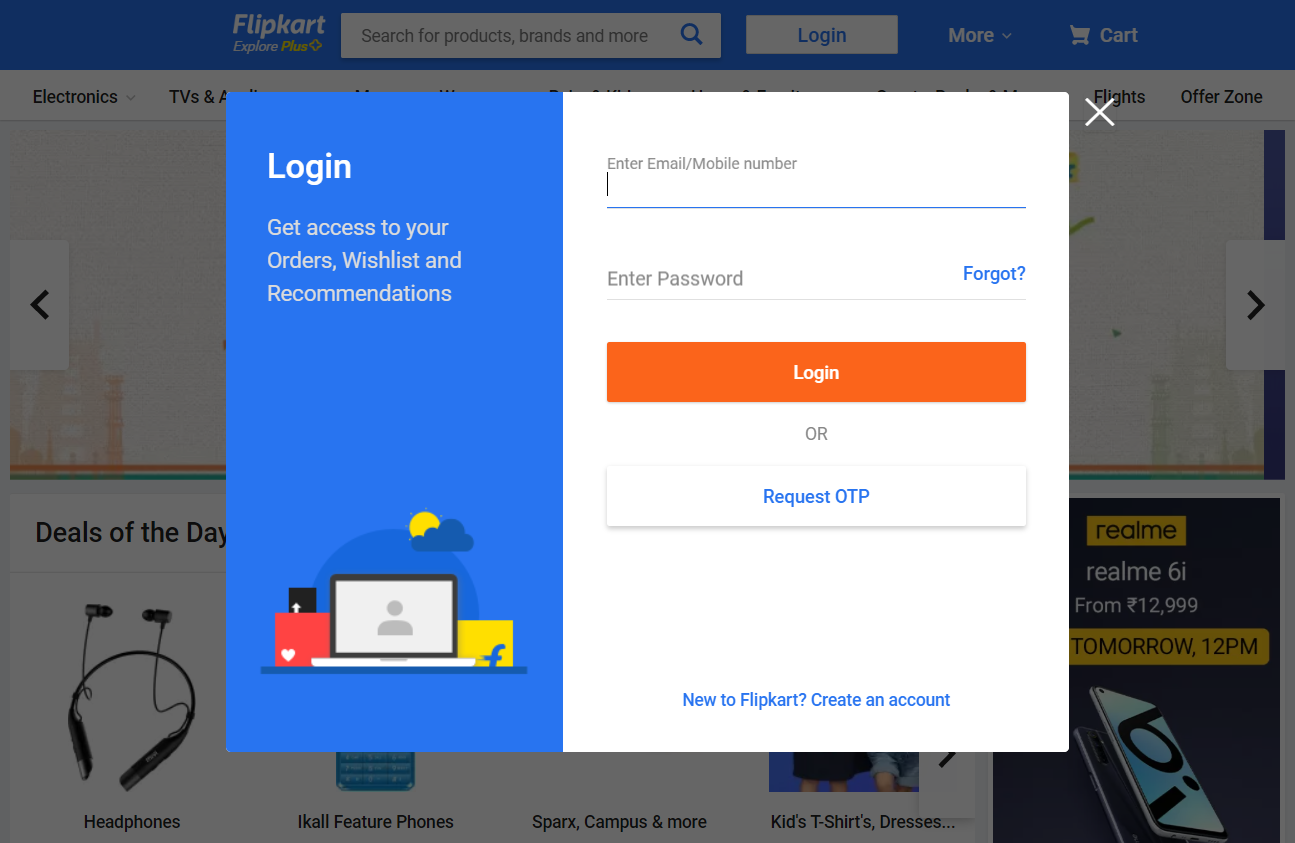 Flipkart
Explore Plus
Search for products, brands and more
Login
More
Cart
Electronics
TVs &
Flights
Offer Zone
Login
Get access to your
Orders, Wishlist and
Recommendations
Enter Email/Mobile number
Enter Password
Forgot?
Login
OR
Request OTP
New to Flipkart? Create an account
Deals of the Day
realme
realme 6i
From ₹12,999
TOMORROW, 12PM
6i
Headphones
Ikall Feature Phones
Sparx, Campus & more
Kid's T-Shirt's, Dresses...